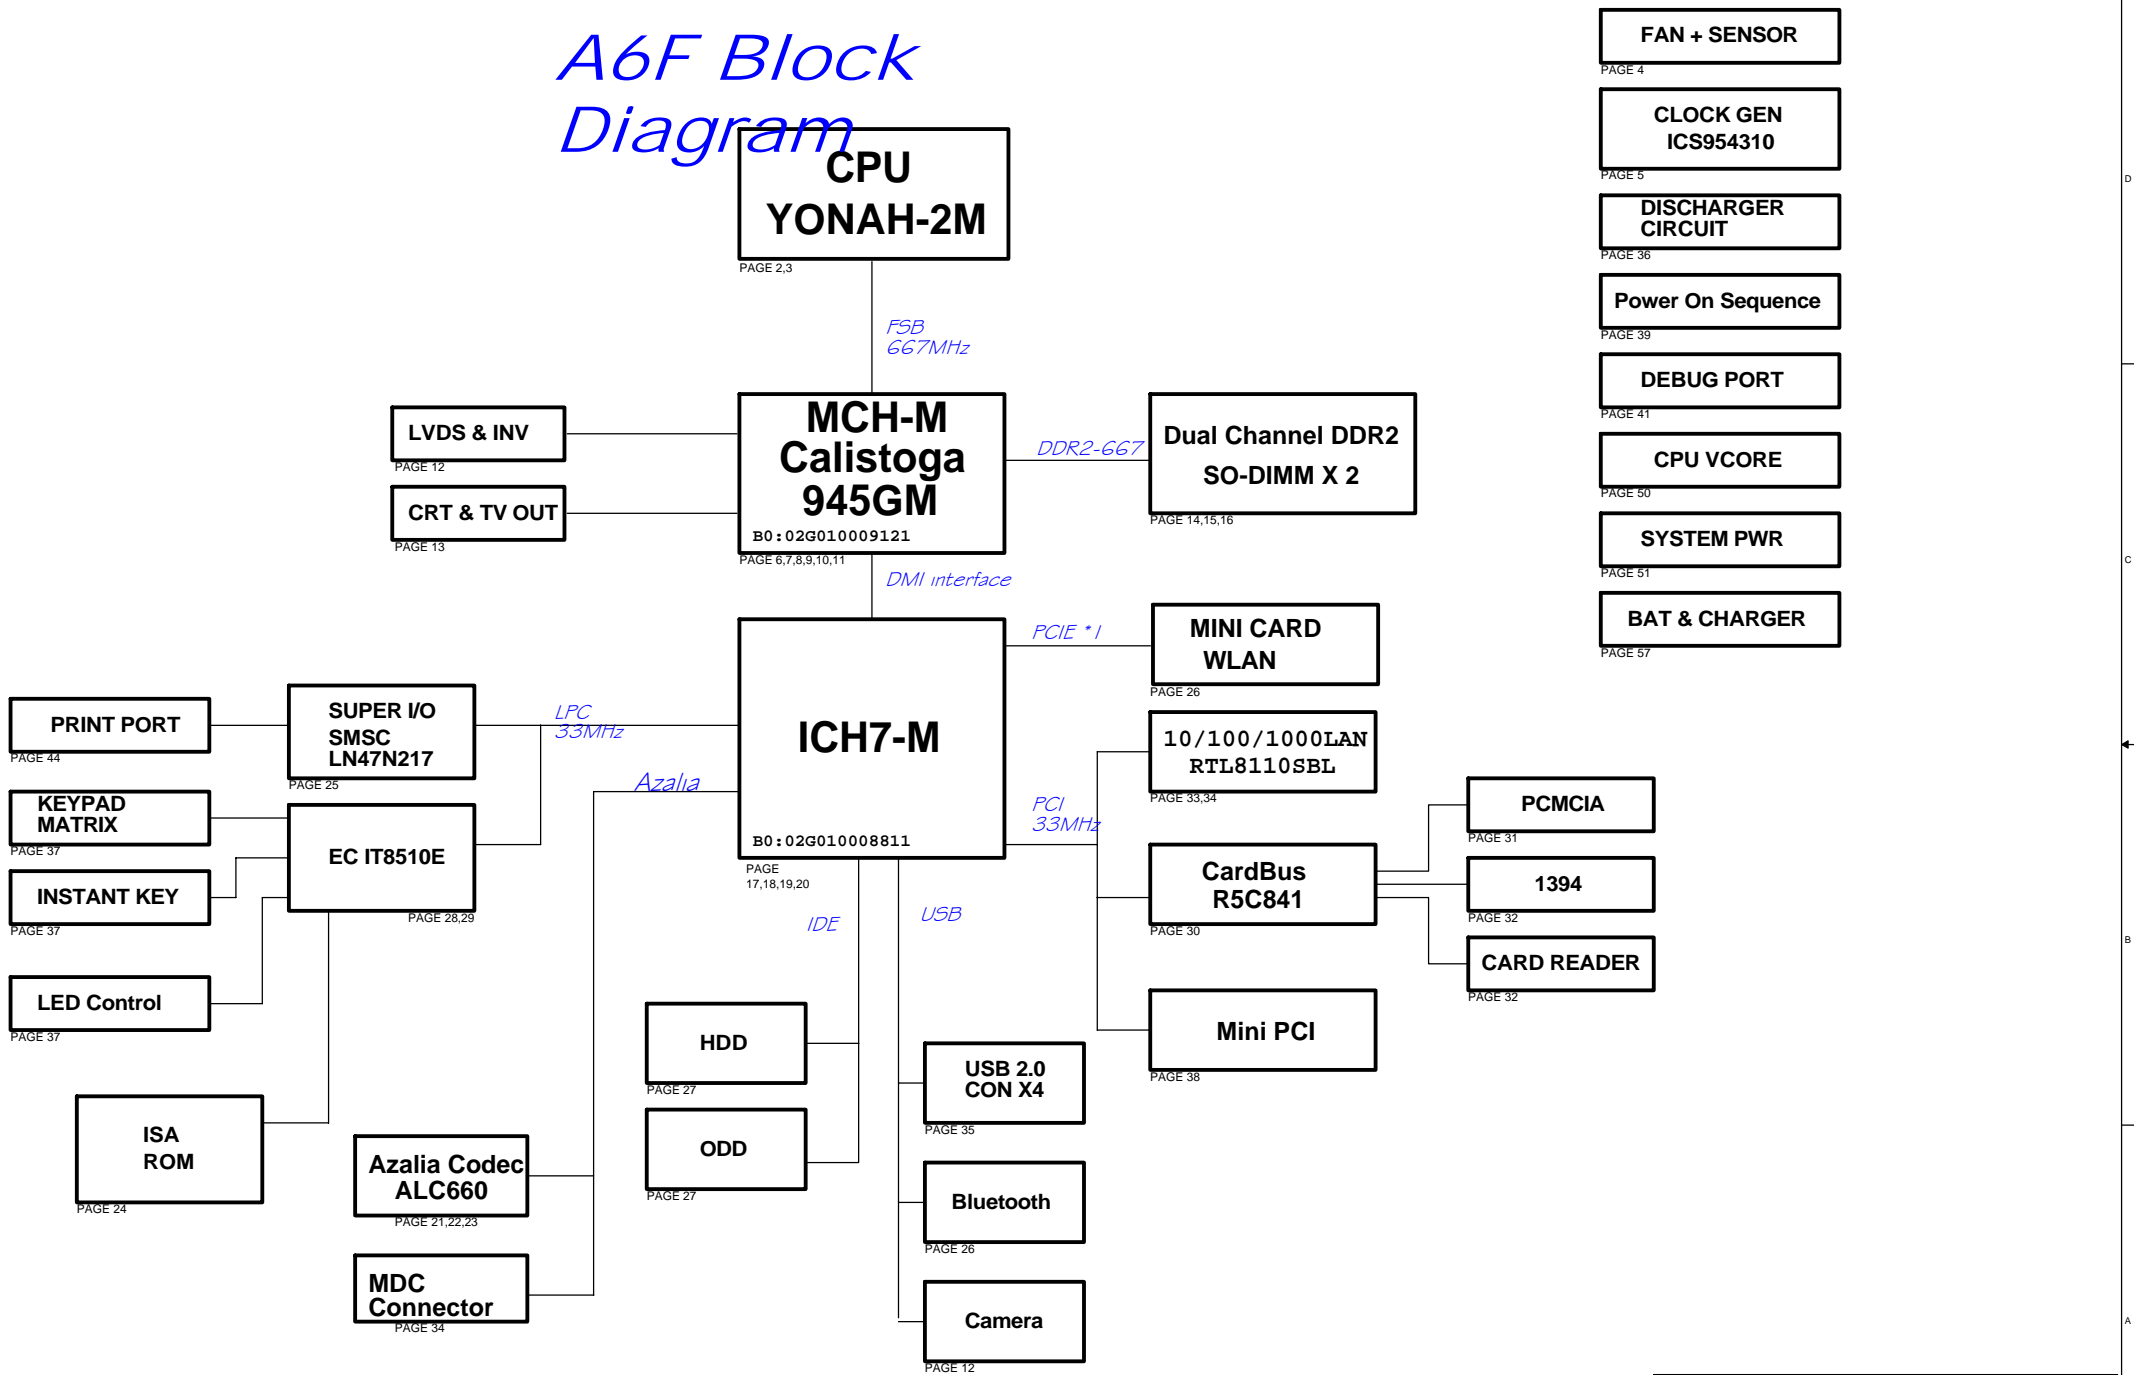 A6F Block
Diagram
CPU
YONAH-2M
PAGE 2,3
FSB
667MHz
LVDS & INV
PAGE 12
CRT & TV OUT
PAGE 13
MCH-M
Calistoga
945GM
B0:02G010009121
PAGE 6,7,8,9,10,11
DDR2-667
Dual Channel DDR2
SO-DIMM X 2
PAGE 14,15,16
DMI interface
ICH7-M
B0:02G010008811
PAGE
17,18,19,20
PCIE * 1
MINI CARD
WLAN
PAGE 26
10/100/1000LAN
RTL8110SBL
PAGE 33,34
PCI
33MHz
CardBus
R5C841
PAGE 30
PCMCIA
PAGE 31
1394
PAGE 32
CARD READER
PAGE 32
Mini PCI
PAGE 38
LPC
33MHz
Azalia
PRINT PORT
PAGE 44
SUPER I/O
SMSC
LN47N217
PAGE 25
KEYPAD
MATRIX
PAGE 37
EC IT8510E
PAGE 28,29
INSTANT KEY
PAGE 37
LED Control
PAGE 37
ISA
ROM
PAGE 24
Azalia Codec
ALC660
PAGE 21,22,23
MDC
Connector
PAGE 34
IDE
USB
HDD
PAGE 27
ODD
PAGE 27
USB 2.0
CON X4
PAGE 35
Bluetooth
PAGE 26
Camera
PAGE 12
FAN + SENSOR
PAGE 4
CLOCK GEN
ICS954310
PAGE 5
DISCHARGER
CIRCUIT
PAGE 36
Power On Sequence
PAGE 39
DEBUG PORT
PAGE 41
CPU VCORE
PAGE 50
SYSTEM PWR
PAGE 51
BAT & CHARGER
PAGE 57
D
C
B
A